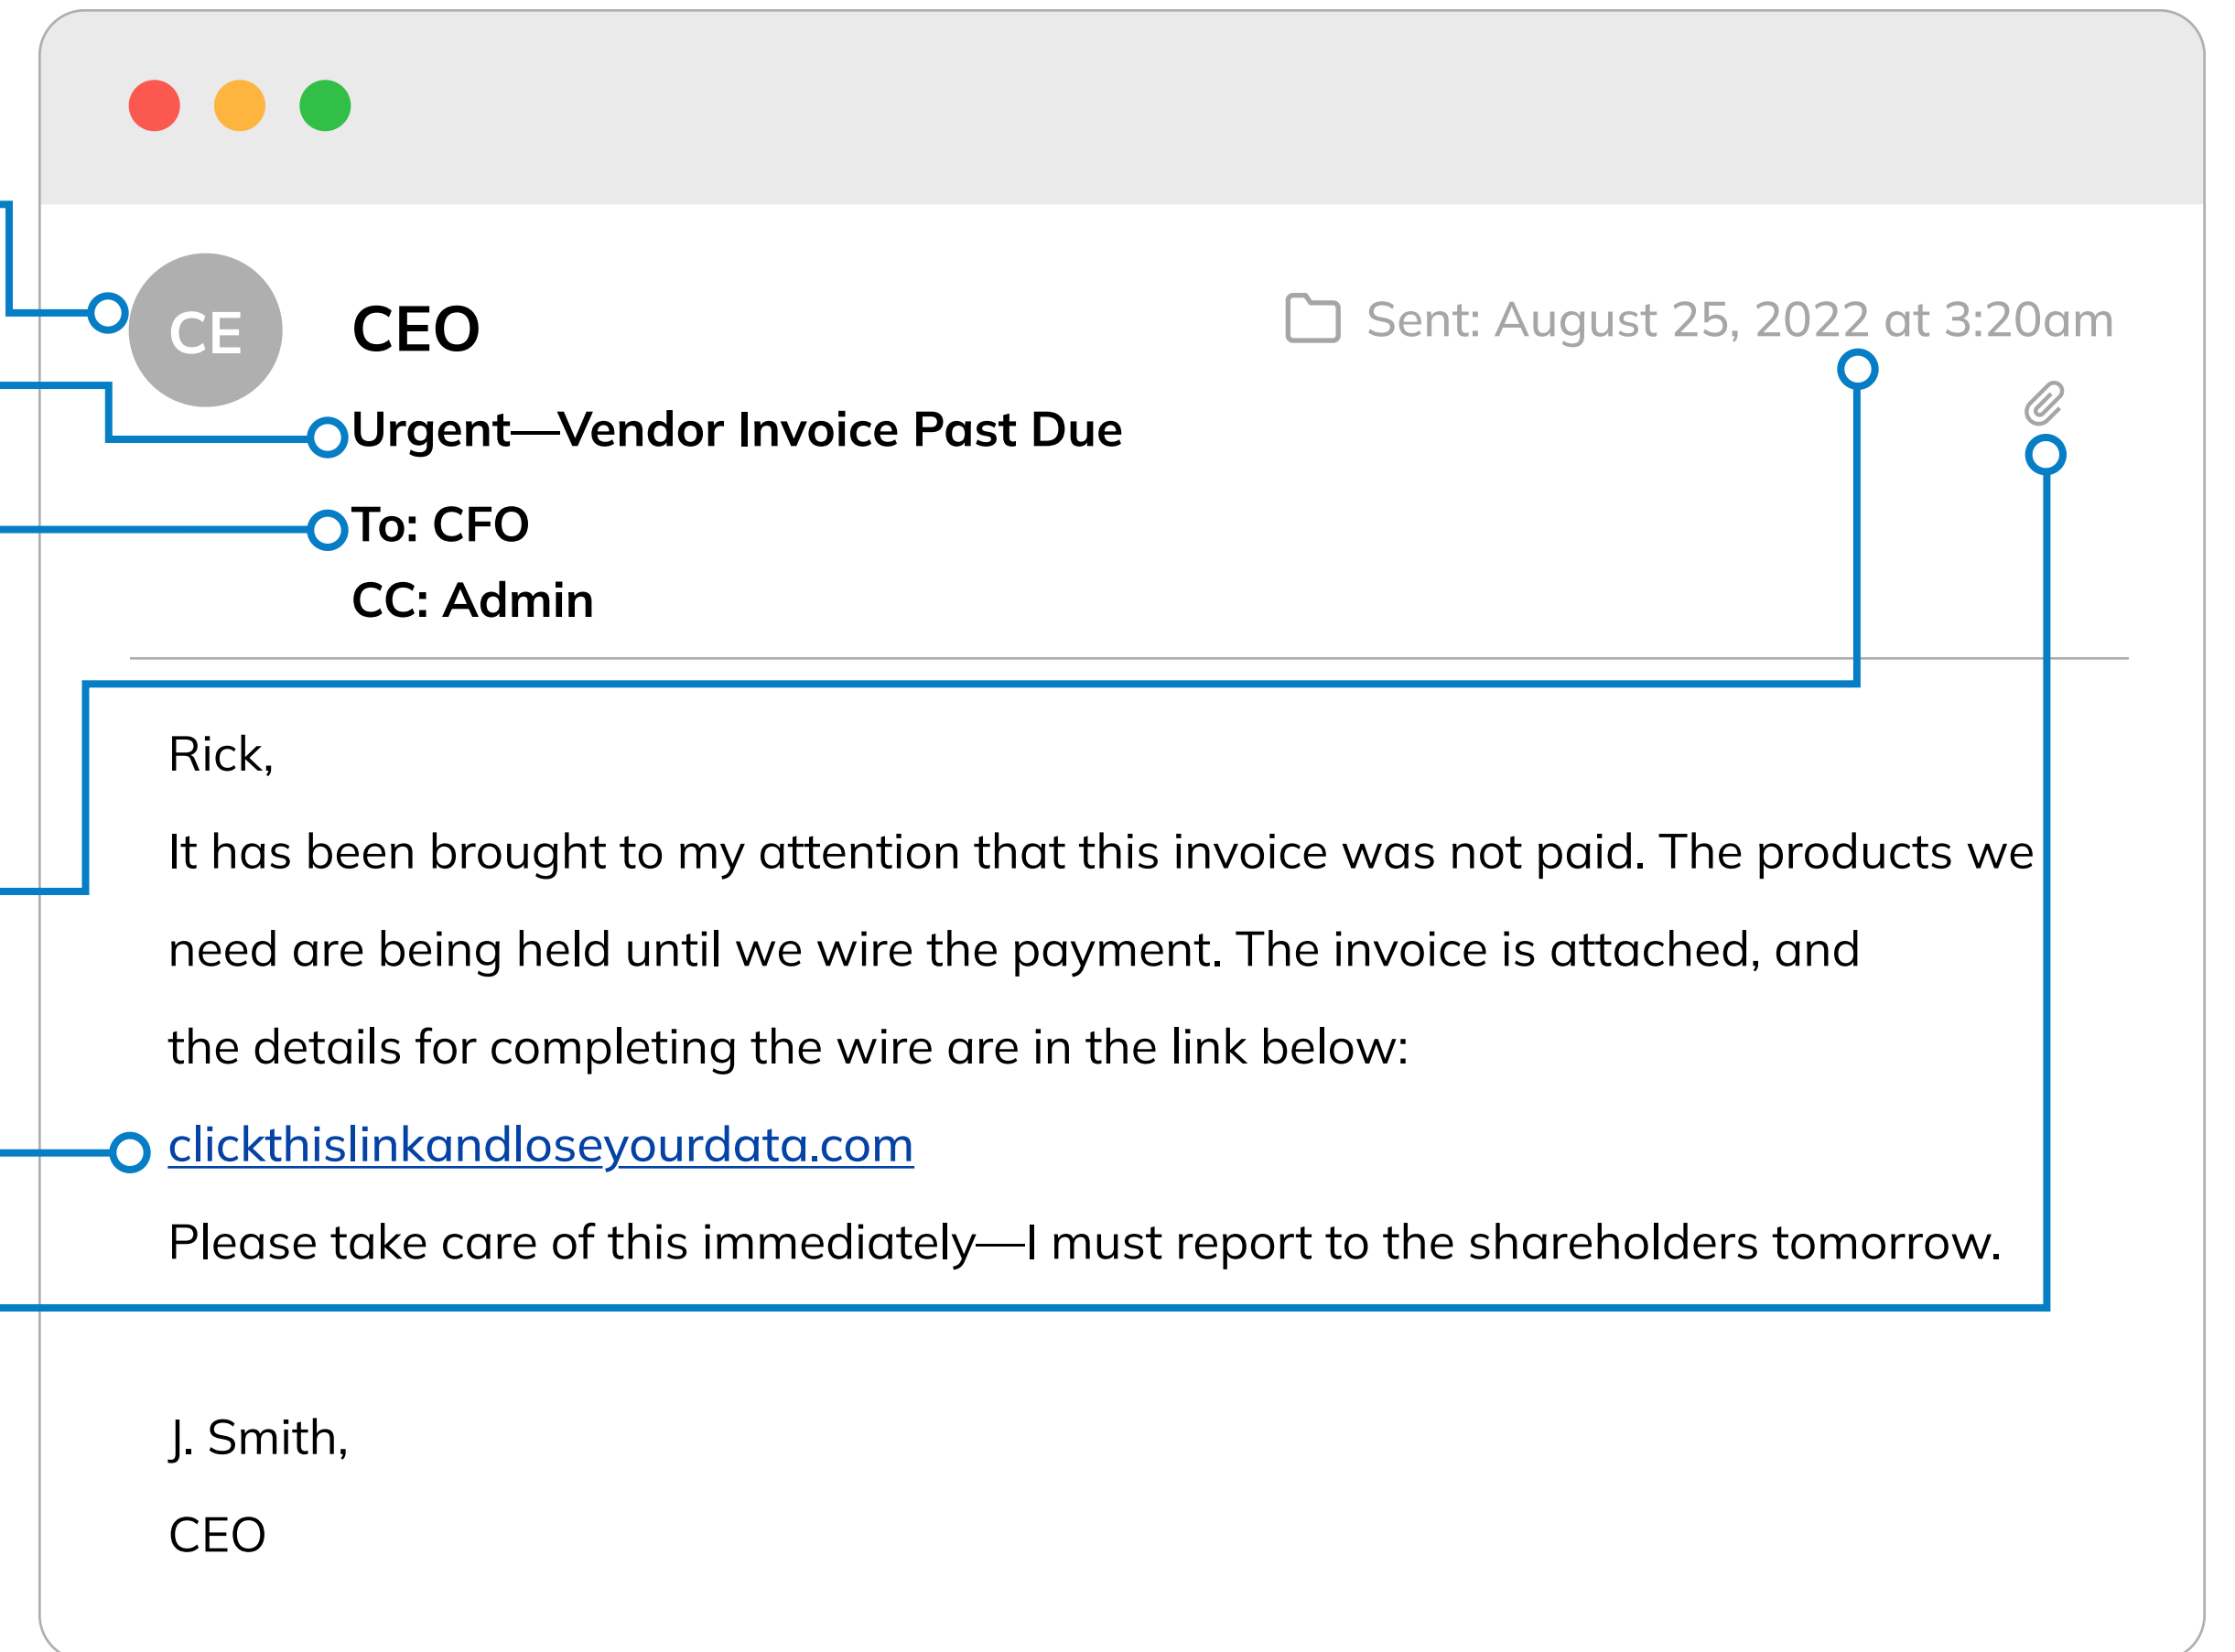 CE
CEO
Sent: August 25, 2022 at 3:20am
Urgent—Vendor Invoice Past Due
To: CFO
CC: Admin
Rick,
It has been brought to my attention that this invoice was not paid. The products we
need are being held until we wire the payment. The invoice is attached, and
the details for completing the wire are in the link below:
clickthislinkandloseyourdata.com
Please take care of this immediately—I must report to the shareholders tomorrow.
J. Smith,
CEO